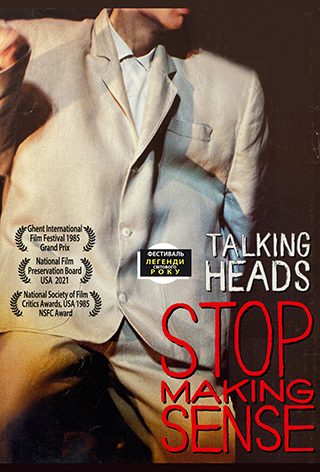 Ghent International
Film Festival 1985
Grand Prix
National Film
Preservation Board
USA 2021
National Society of Film
Critics Awards, USA 1985
NSFC Award
ФЕСТИВАЛЬ
ЛЕГЕНДИ
СВІТОВОГО
РОКУ
TALKING
HEADS
STOP
MAKING
SENSE